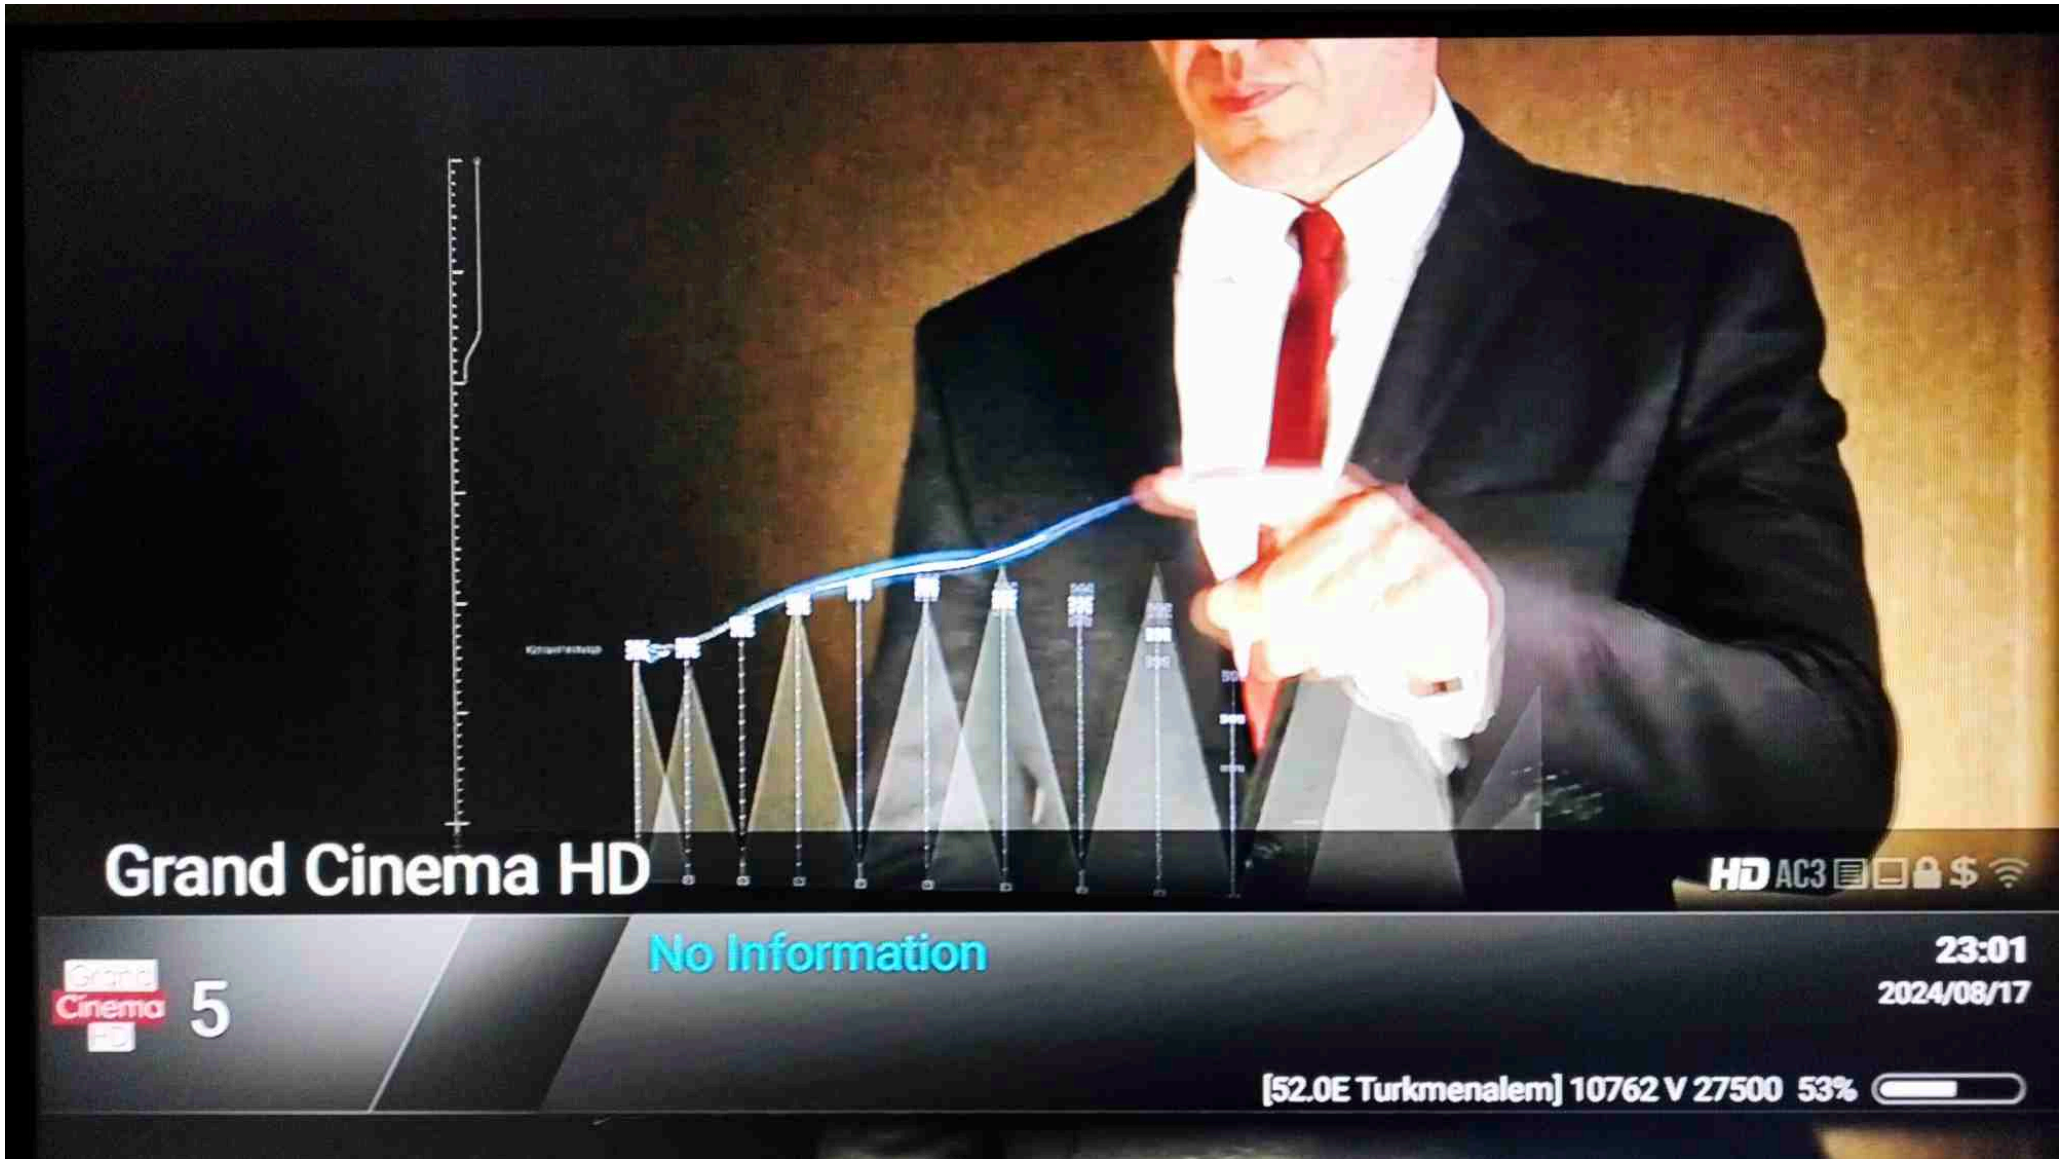 Grand Cinema HD
HD AC3 $
Grand
Cinema
HD
5
No Information
23:01
2024/08/17
[52.0E Turkmenalem] 10762 V 27500 53%